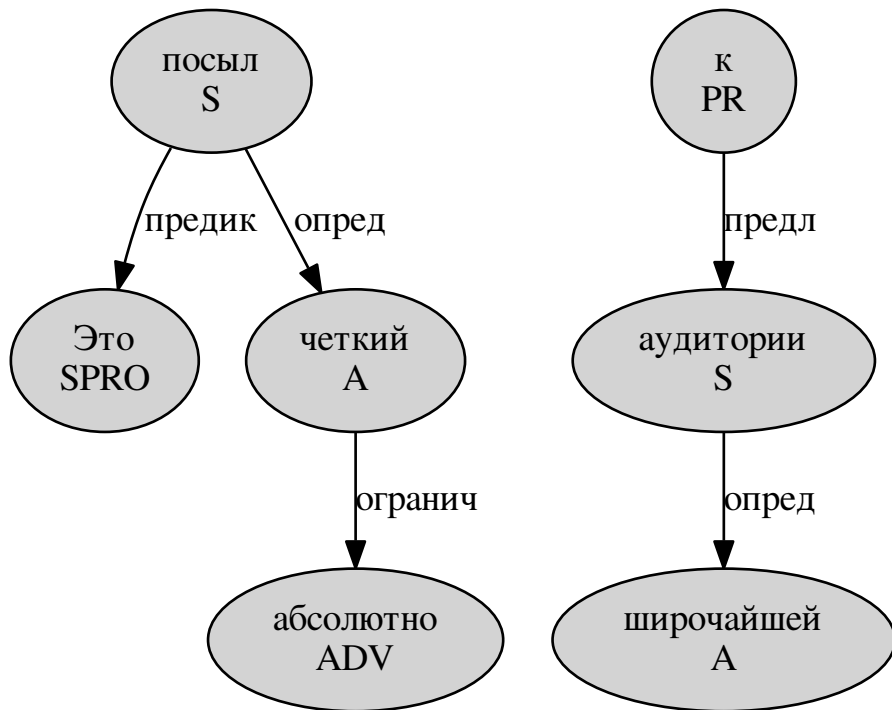 посыл
S
к
PR
предик
опред
предл
Это
SPRO
четкий
A
аудитории
S
огранич
опред
абсолютно
ADV
широчайшей
A